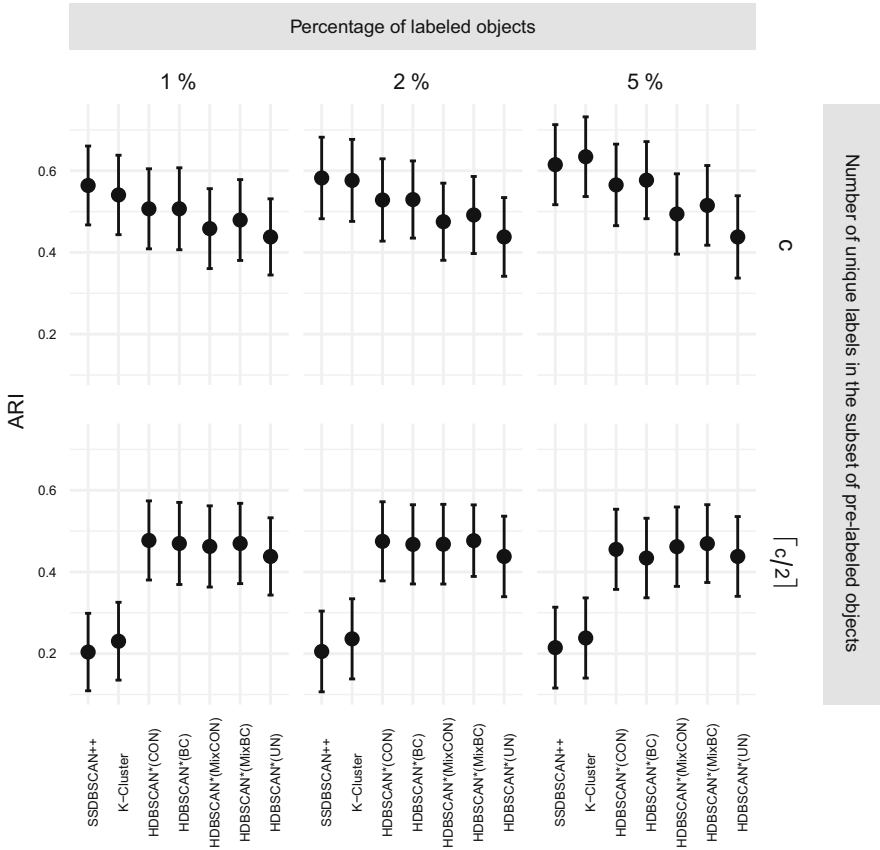 Percentage of labeled objects
1 %
2 %
5 %
0.6
0.4
0.2
c
0.6
0.4
0.2
⌈c/2⌉
ARI
Number of unique labels in the subset of pre-labeled objects
SSDBSCAN++
K−Cluster
HDBSCAN*(CON)
HDBSCAN*(BC)
HDBSCAN*(MixCON)
HDBSCAN*(MixBC)
HDBSCAN*(UN)
SSDBSCAN++
K−Cluster
HDBSCAN*(CON)
HDBSCAN*(BC)
HDBSCAN*(MixCON)
HDBSCAN*(MixBC)
HDBSCAN*(UN)
SSDBSCAN++
K−Cluster
HDBSCAN*(CON)
HDBSCAN*(BC)
HDBSCAN*(MixCON)
HDBSCAN*(MixBC)
HDBSCAN*(UN)